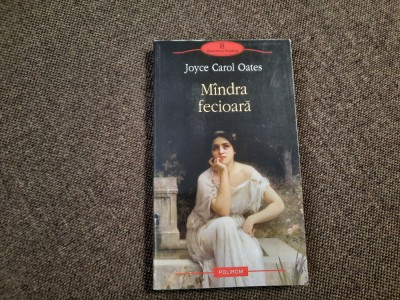 Joyce Carol Oates
Mîndra
fecioară
POLIROM